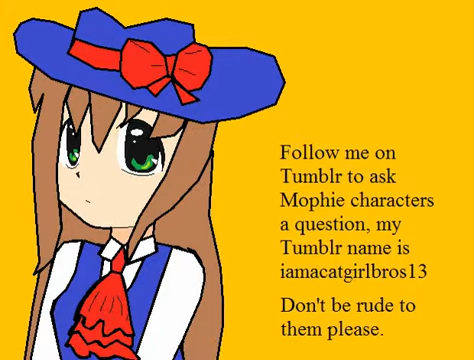 Follow me on
Tumblr to ask
Mophie characters
a question, my
Tumblr name is
iamacatgirlbros13
Don't be rude to
them please.